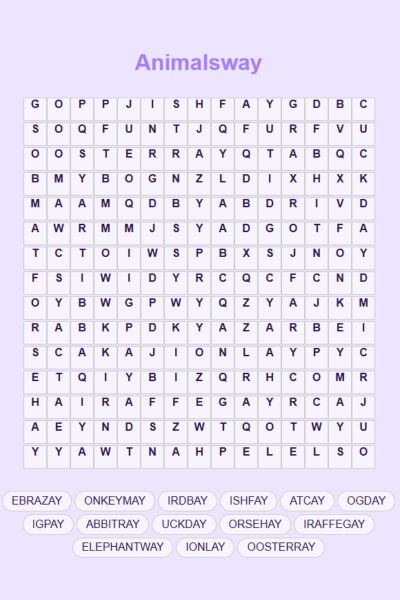 Animalsway
G O P P J I S H F A Y G D B C
S O Q F U N T J Q F U R F V U
O O S T E R R A Y Q T A B Q C
B M Y B O G N Z L D I X H X K
M A A M Q D B Y A B D R I V D
A W R M M J S Y A D G O T F A
T C T O I W S P B X S J N O Y
F S I W I D Y R C Q C F C N D
O Y B W G P W Y Q Z Y A J K M
R A B K P D K Y A Z A R B E I
S C A K A J I O N L A Y P Y C
E T Q I Y B I Z Q R H C O M R
H A I R A F F E G A Y R C A J
A E Y N D S Z W T Q O T W Y U
Y Y A W T N A H P E L E L S O
EBRAZAY ONKEYMAY IRDBAY ISHFAY ATCAY OGDAY
IGPAY ABBITRAY UCKDAY ORSEHAY IRAFFEGAY
ELEPHANTWAY IONLAY OOSTERRAY